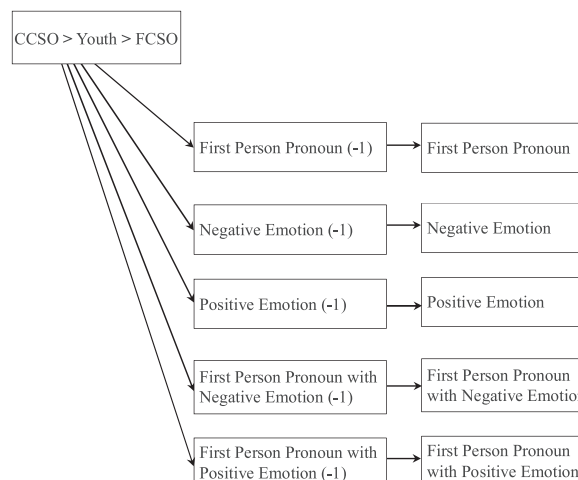 CCSO > Youth > FCSO
First Person Pronoun (-1)
First Person Pronoun
Negative Emotion (-1)
Negative Emotion
Positive Emotion (-1)
Positive Emotion
First Person Pronoun with
Negative Emotion (-1)
First Person Pronoun
with Negative Emotion
First Person Pronoun with
Positive Emotion (-1)
First Person Pronoun
with Positive Emotion